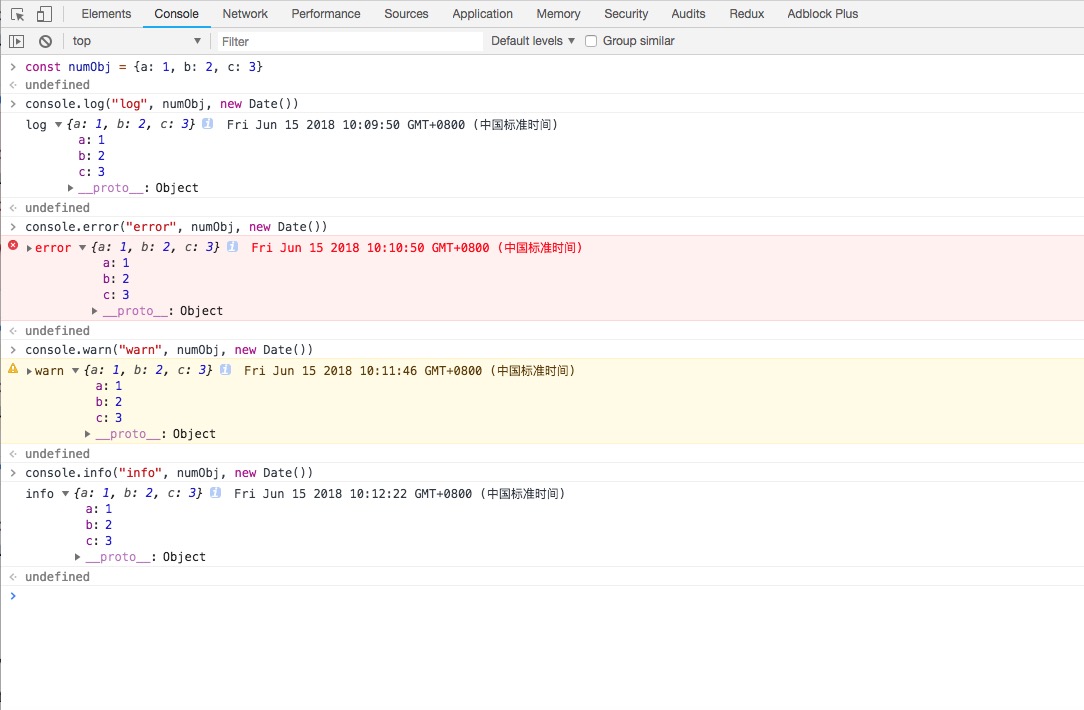 Elements Console Network Performance Sources Application Memory Security Audits Redux Adblock Plus
top Filter Default levels Group similar
const numObj = {a: 1, b: 2, c: 3}
undefined
console.log("log", numObj, new Date())
log {a: 1, b: 2, c: 3} i Fri Jun 15 2018 10:09:50 GMT+0800 (中国标准时间)
a: 1
b: 2
c: 3
__proto__: Object
undefined
console.error("error", numObj, new Date())
error {a: 1, b: 2, c: 3} i Fri Jun 15 2018 10:10:50 GMT+0800 (中国标准时间)
a: 1
b: 2
c: 3
__proto__: Object
undefined
console.warn("warn", numObj, new Date())
warn {a: 1, b: 2, c: 3} i Fri Jun 15 2018 10:11:46 GMT+0800 (中国标准时间)
a: 1
b: 2
c: 3
__proto__: Object
undefined
console.info("info", numObj, new Date())
info {a: 1, b: 2, c: 3} i Fri Jun 15 2018 10:12:22 GMT+0800 (中国标准时间)
a: 1
b: 2
c: 3
__proto__: Object
undefined